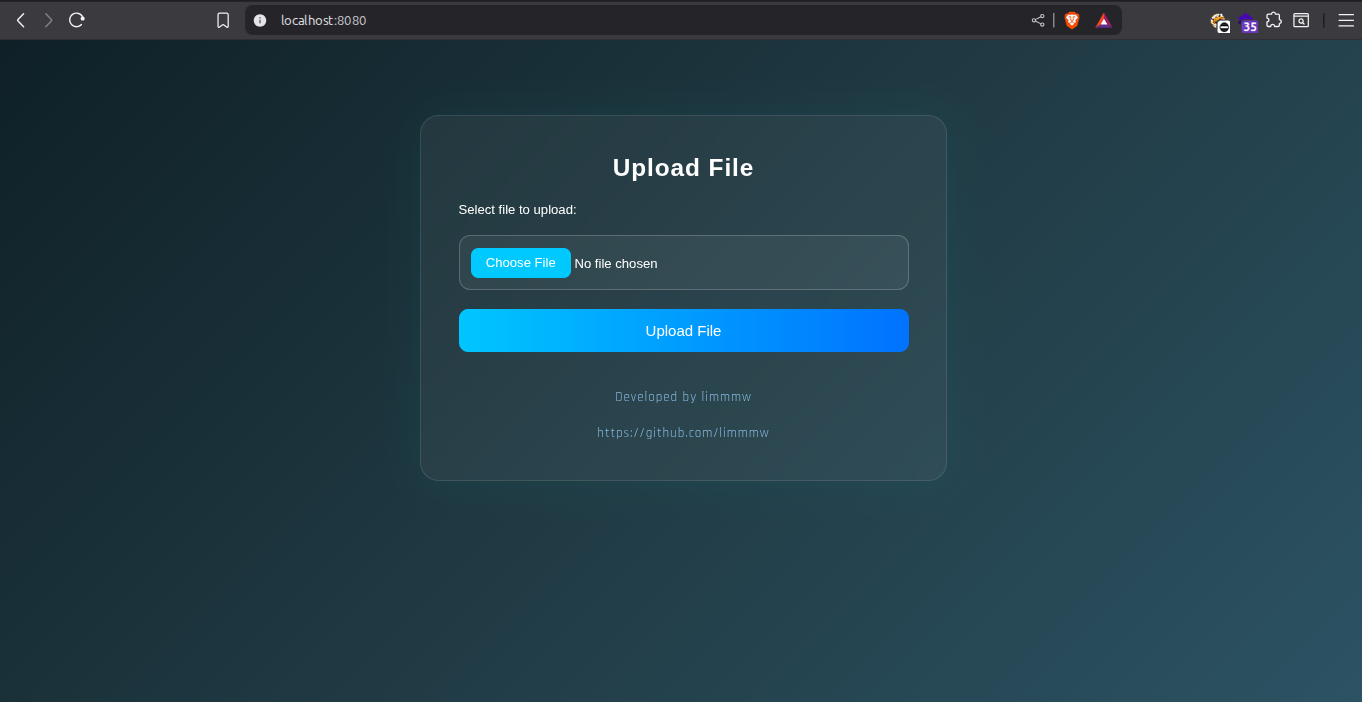 localhost:8080
35
Upload File
Select file to upload:
Choose File No file chosen
Upload File
Developed by limmmw
https://github.com/limmmw